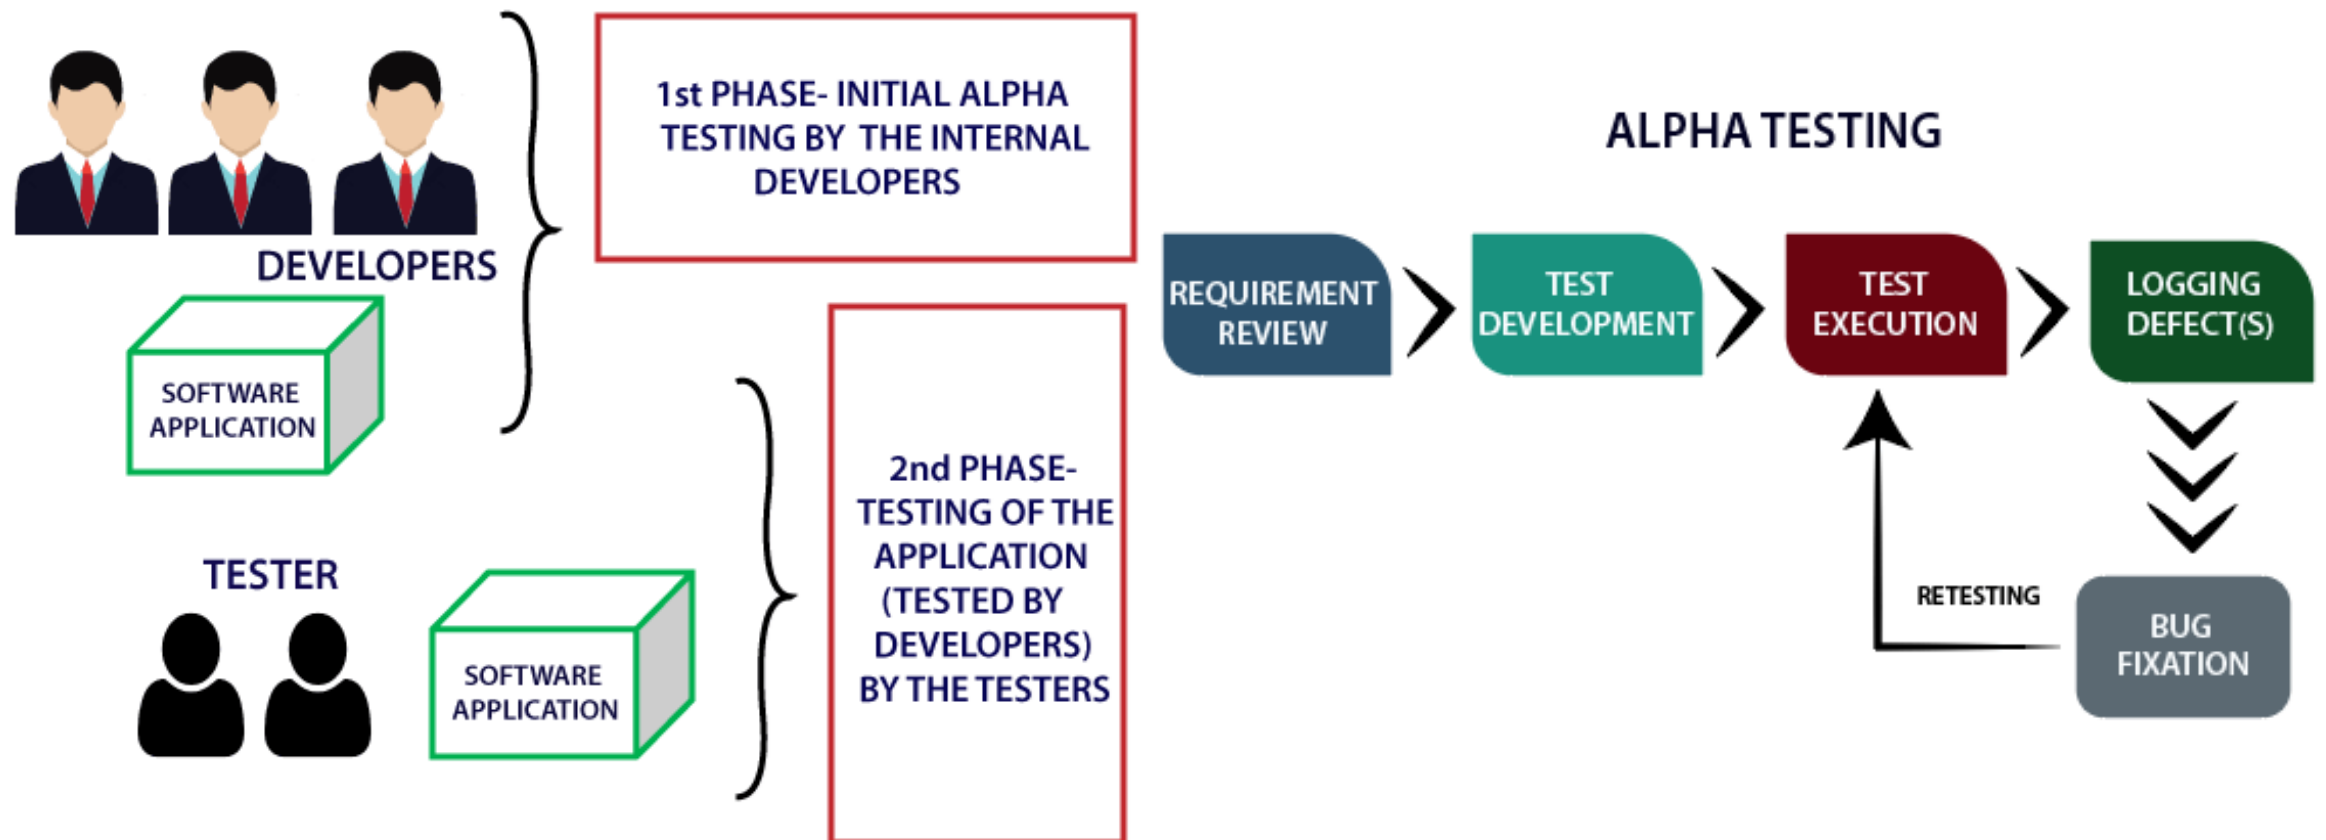 DEVELOPERS
SOFTWARE
APPLICATION
1st PHASE- INITIAL ALPHA
TESTING BY THE INTERNAL
DEVELOPERS
TESTER
SOFTWARE
APPLICATION
2nd PHASE-
TESTING OF THE
APPLICATION
(TESTED BY
DEVELOPERS)
BY THE TESTERS
ALPHA TESTING
REQUIREMENT
REVIEW
TEST
DEVELOPMENT
TEST
EXECUTION
LOGGING
DEFECT(S)
RETESTING
BUG
FIXATION